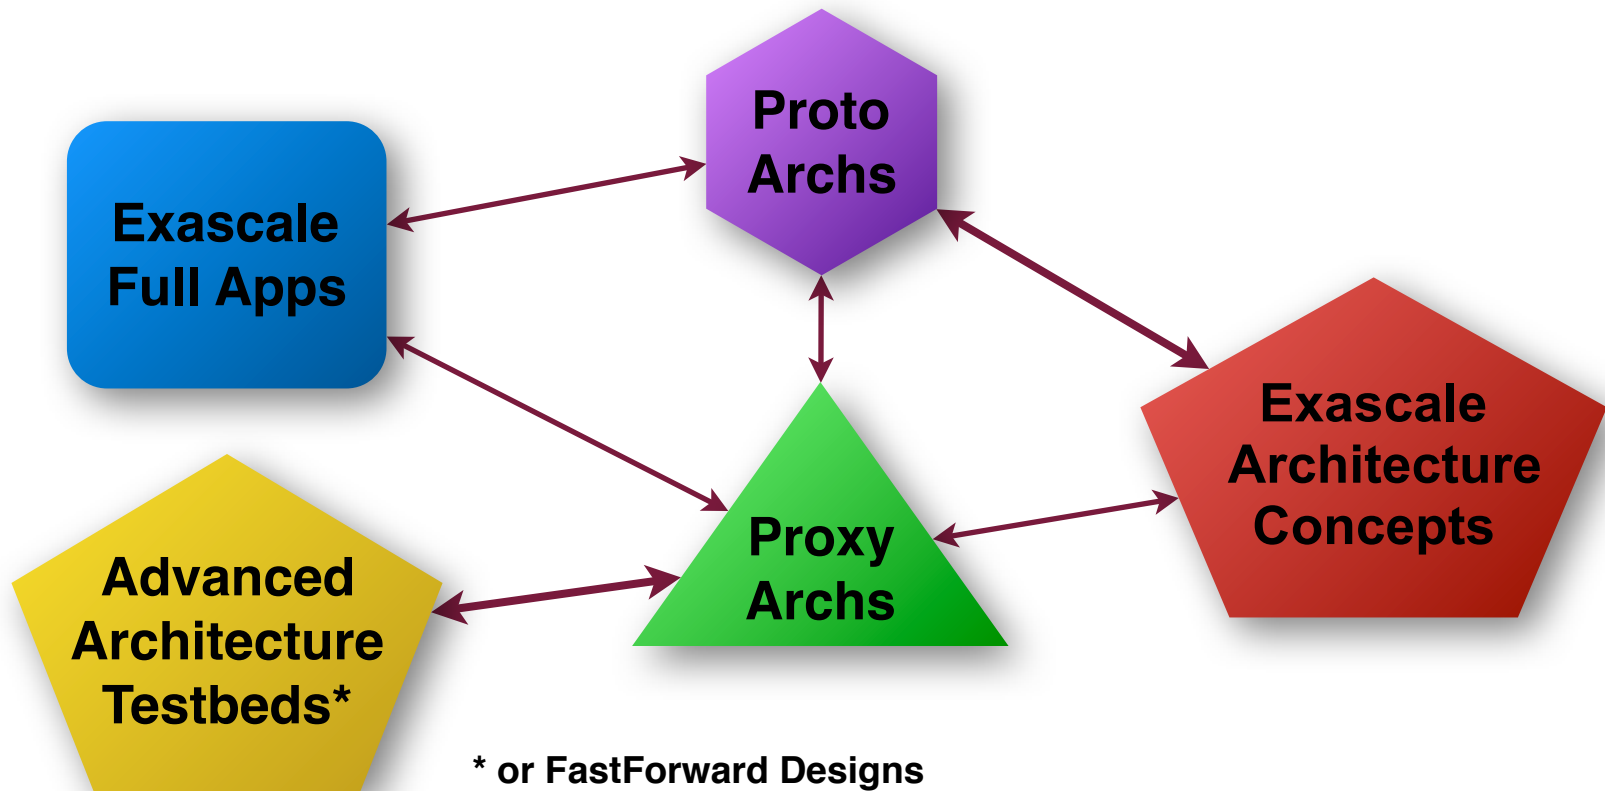 Proto
Archs
Exascale
Full Apps
Exascale
Architecture
Concepts
Proxy
Archs
Advanced
Architecture
Testbeds*
* or FastForward Designs